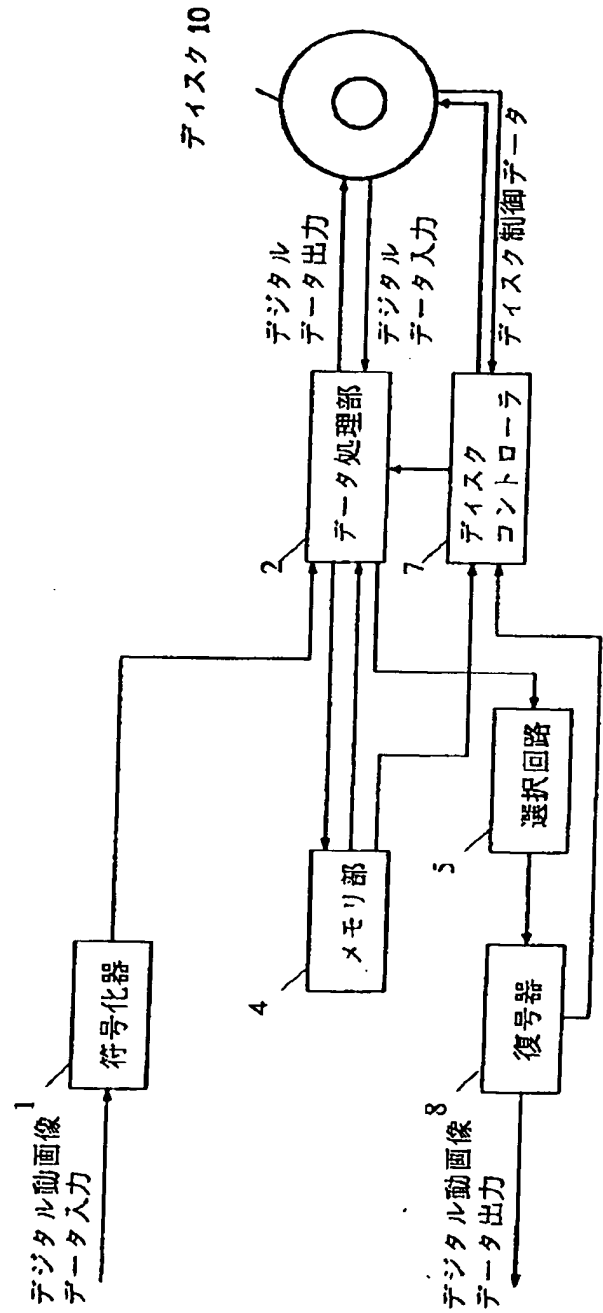 デジタル動画像
データ入力
1
符号化器
4
メモリ部
2
データ処理部
デジタル
データ出力
デジタル
データ入力
ディスク 10
7
ディスク
コントローラ
ディスク制御データ
5
選択回路
8
復号器
デジタル動画像
データ出力